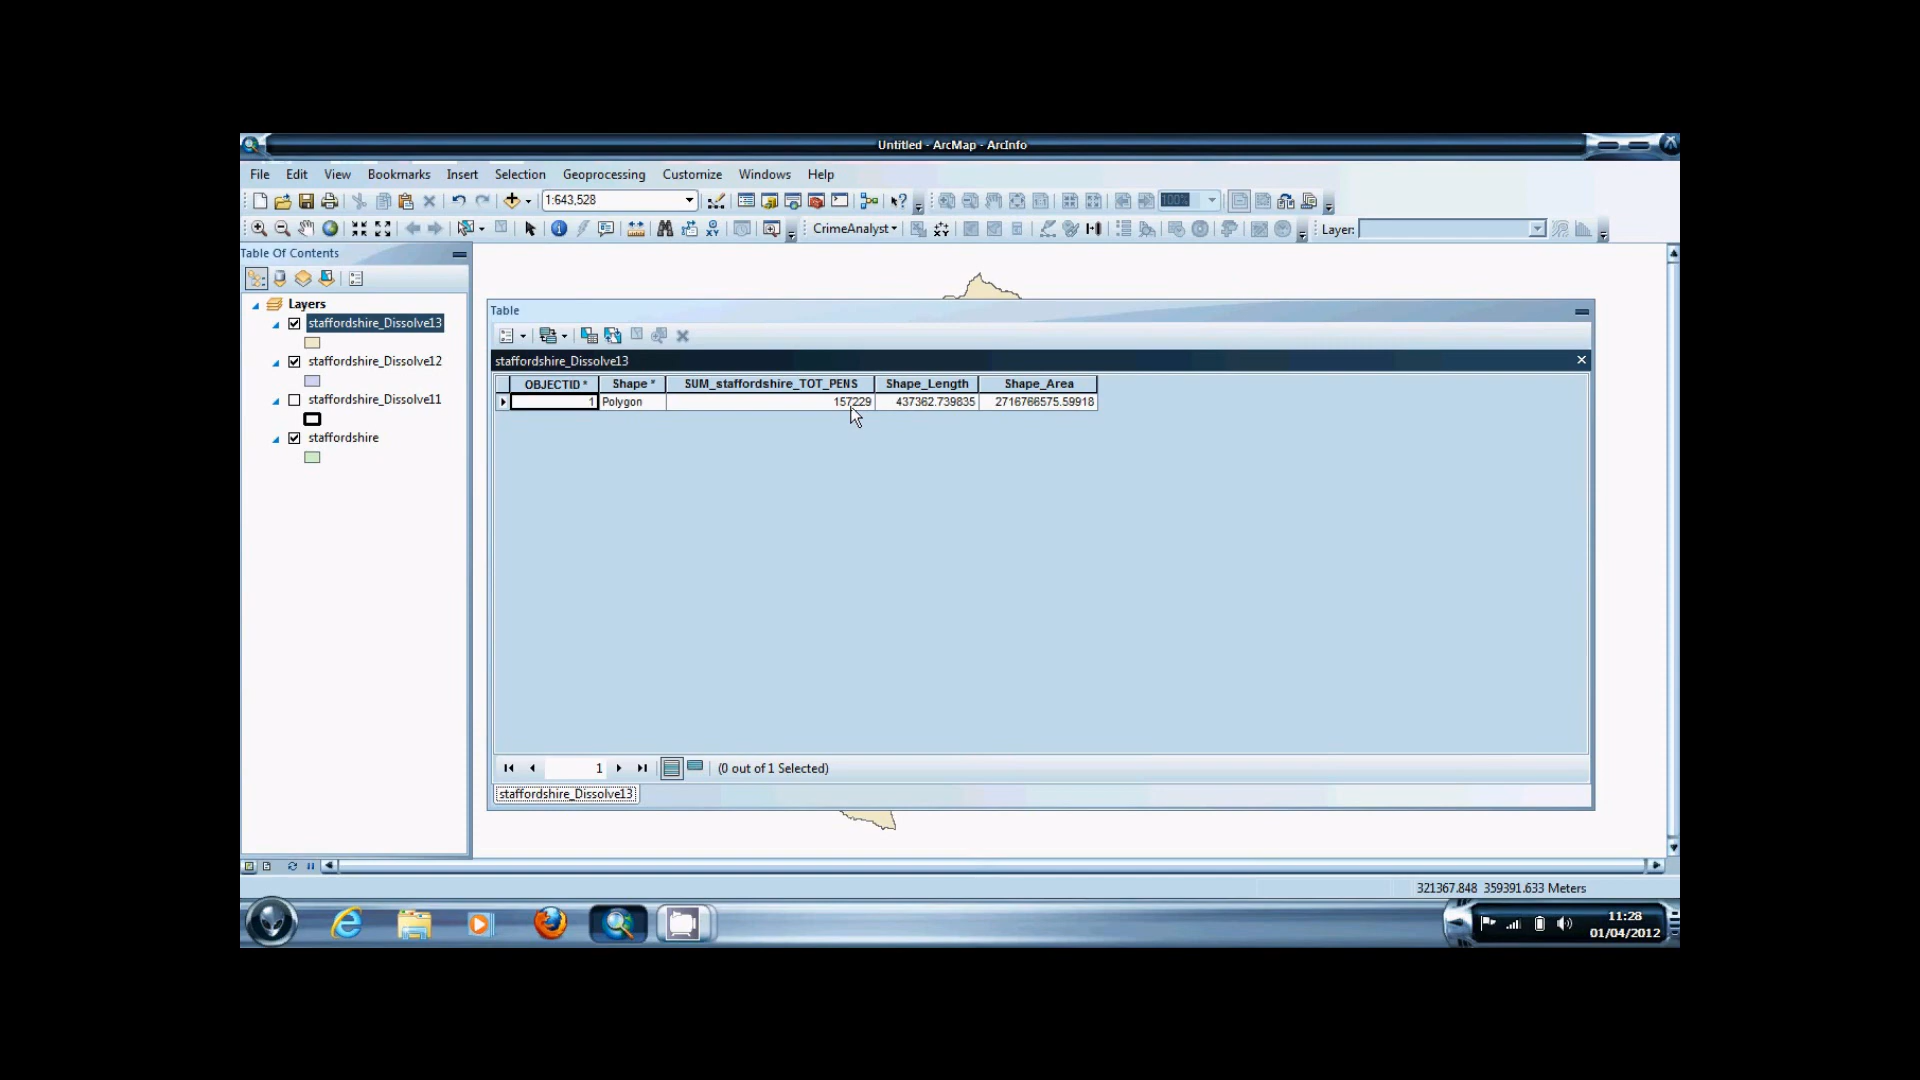 Untitled - ArcMap - ArcInfo
File Edit View Bookmarks Insert Selection Geoprocessing Customize Windows Help
1:643,528 100%
CrimeAnalyst Layer:
Table Of Contents
Layers
staffordshire_Dissolve13
staffordshire_Dissolve12
staffordshire_Dissolve11
staffordshire
Table
staffordshire_Dissolve13
OBJECTID * Shape * SUM_staffordshire_TOT_PENS Shape_Length Shape_Area
1 Polygon 157229 437362.739835 2716766575.59918
1 (0 out of 1 Selected)
staffordshire_Dissolve13
321367.848 359391.633 Meters
11:28
01/04/2012